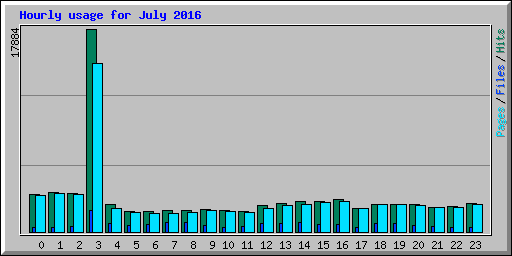 Hourly usage for July 2016
17884
Pages/Files/Hits
0 1 2 3 4 5 6 7 8 9 10 11 12 13 14 15 16 17 18 19 20 21 22 23